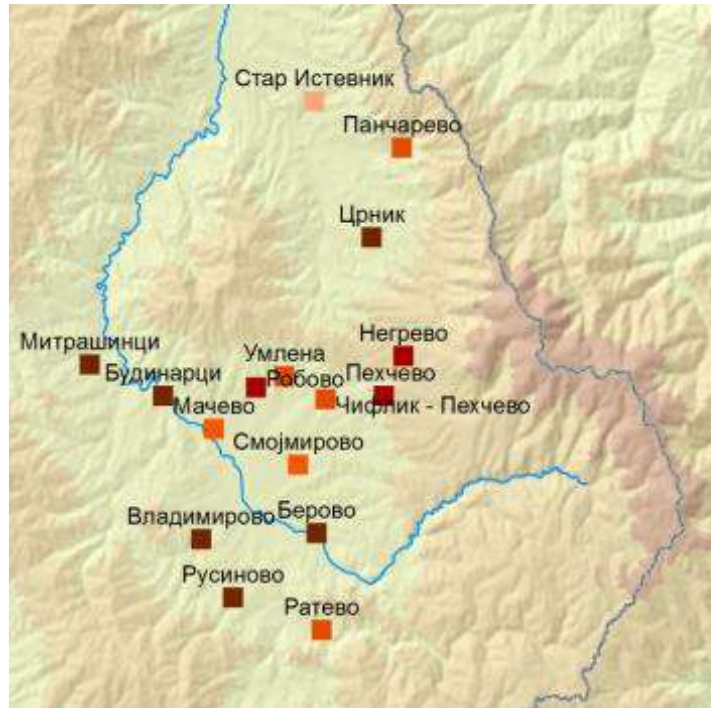 Стар Истевник
Панчарево
Црник
Негрево
Митрашинци
Умлена
Будинарци
Робово
Пехчево
Мачево
Чифлик - Пехчево
Смојмирово
Берово
Владимирово
Русиново
Ратево